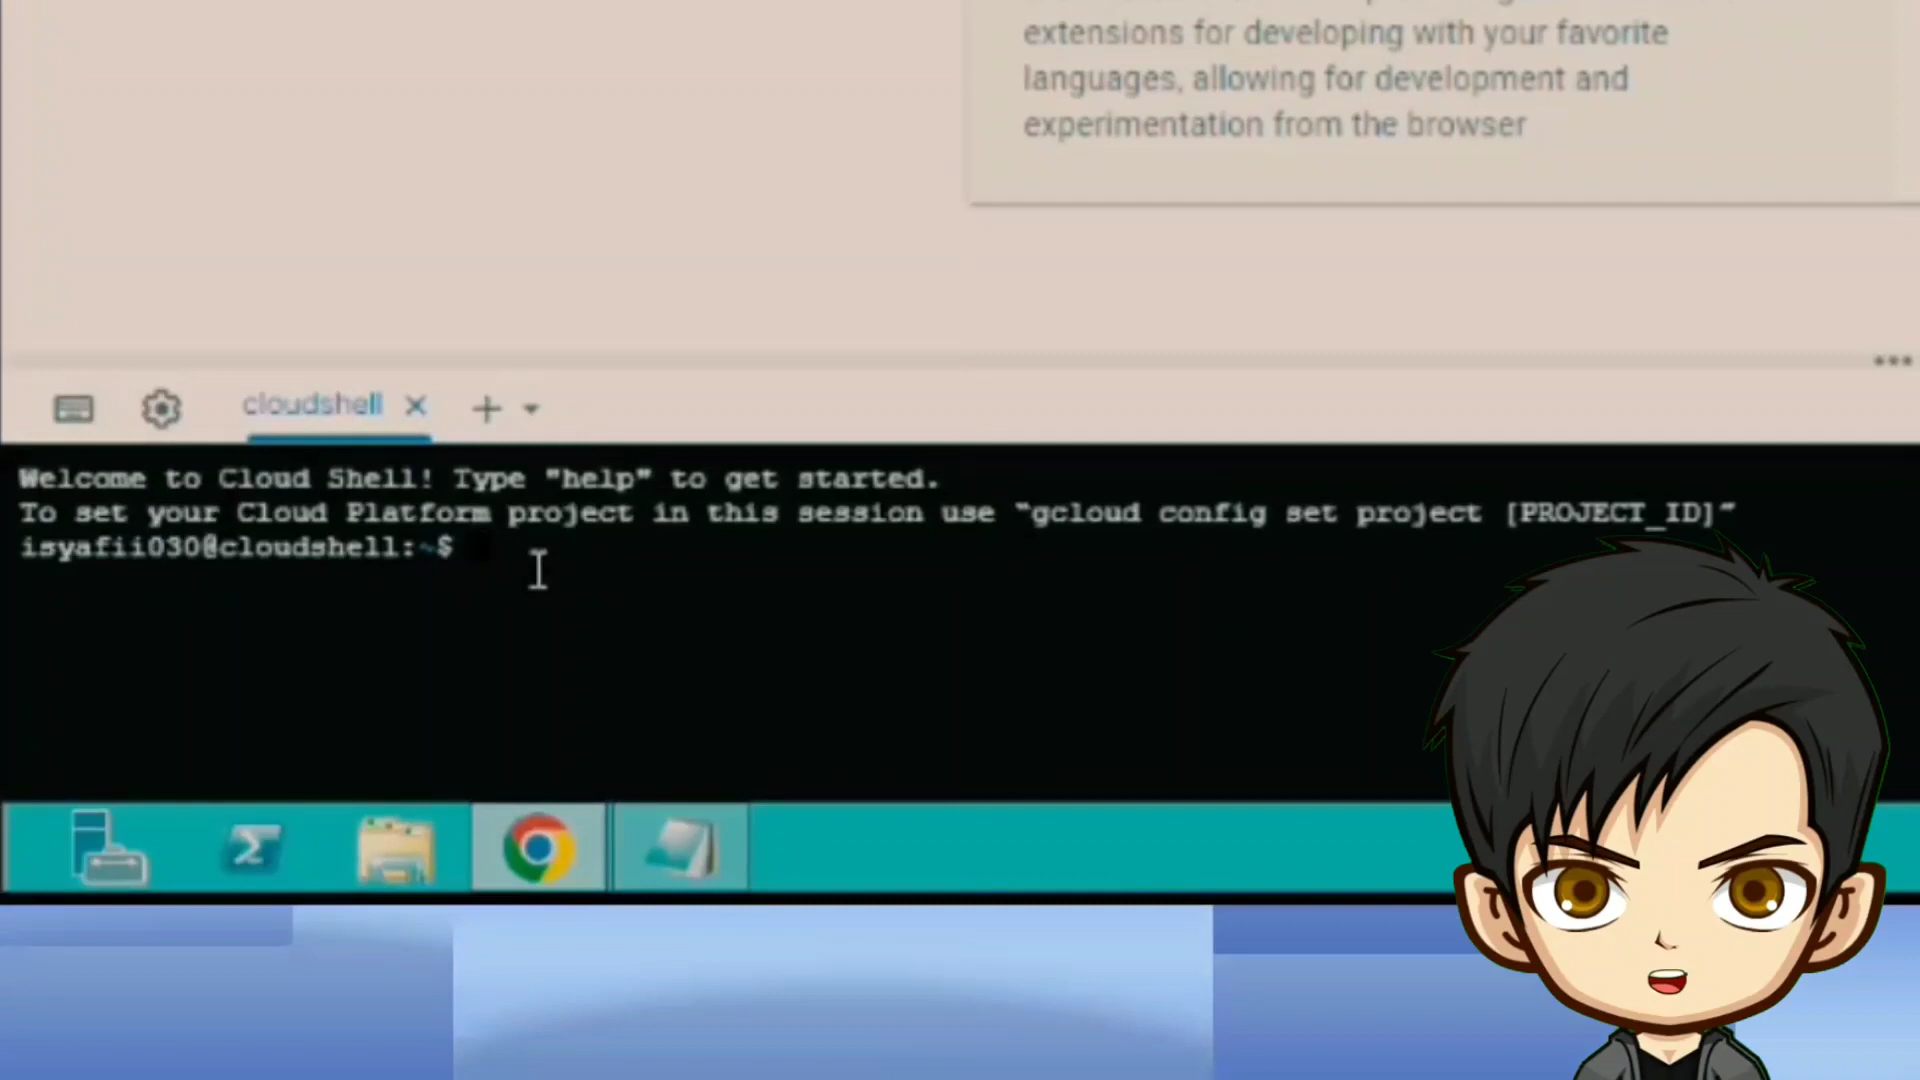 extensions for developing with your favorite
languages, allowing for development and
experimentation from the browser
cloudshell
Welcome to Cloud Shell! Type "help" to get started.
To set your Cloud Platform project in this session use “gcloud config set project [PROJECT_ID]”
isyafii030@cloudshell:~$